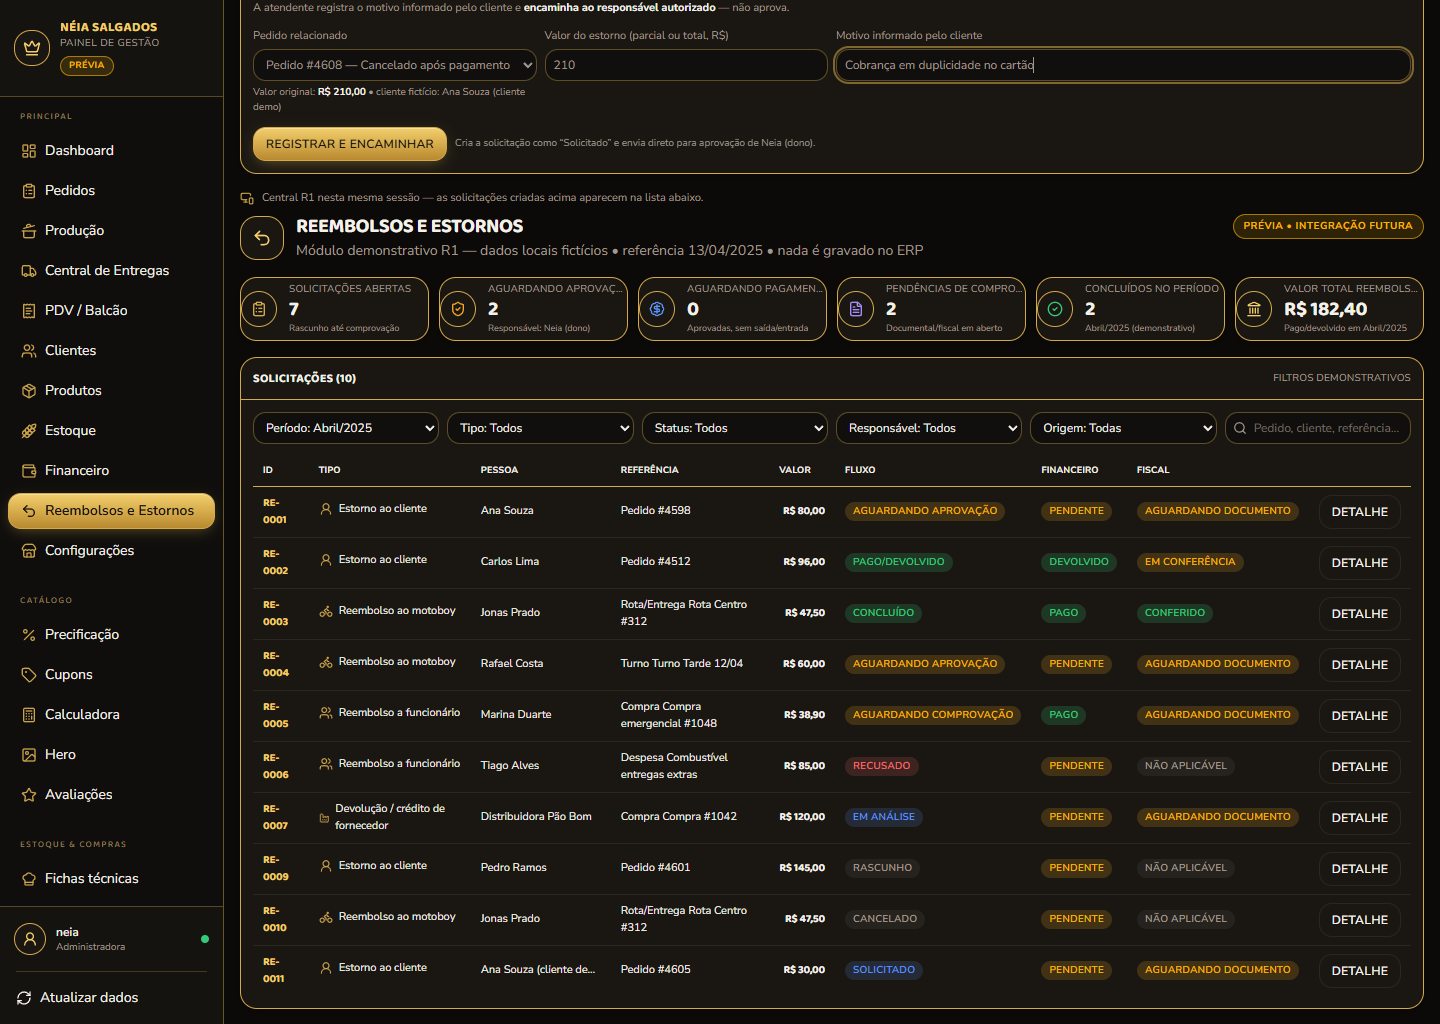 NÉIA SALGADOS
PAINEL DE GESTÃO
PRÉVIA
PRINCIPAL
Dashboard
Pedidos
Produção
Central de Entregas
PDV / Balcão
Clientes
Produtos
Estoque
Financeiro
Reembolsos e Estornos
Configurações
CATÁLOGO
Precificação
Cupons
Calculadora
Hero
Avaliações
ESTOQUE & COMPRAS
Fichas técnicas
neia
Administradora
Atualizar dados
A atendente registra o motivo informado pelo cliente e encaminha ao responsável autorizado — não aprova.
Pedido relacionado
Valor do estorno (parcial ou total, R$)
Motivo informado pelo cliente
Pedido #4608 — Cancelado após pagamento
210
Cobrança em duplicidade no cartão
Valor original: R$ 210,00 • cliente fictício: Ana Souza (cliente
demo)
REGISTRAR E ENCAMINHAR
Cria a solicitação como “Solicitado” e envia direto para aprovação de Neia (dono).
Central R1 nesta mesma sessão — as solicitações criadas acima aparecem na lista abaixo.
REEMBOLSOS E ESTORNOS
Módulo demonstrativo R1 — dados locais fictícios • referência 13/04/2025 • nada é gravado no ERP
PRÉVIA • INTEGRAÇÃO FUTURA
SOLICITAÇÕES ABERTAS
7
Rascunho até comprovação
AGUARDANDO APROVAÇ...
2
Responsável: Neia (dono)
AGUARDANDO PAGAMEN...
0
Aprovadas, sem saída/entrada
PENDÊNCIAS DE COMPRO...
2
Documental/fiscal em aberto
CONCLUÍDOS NO PERÍODO
2
Abril/2025 (demonstrativo)
VALOR TOTAL REEMBOLS...
R$ 182,40
Pago/devolvido em Abril/2025
SOLICITAÇÕES (10)
FILTROS DEMONSTRATIVOS
Período: Abril/2025
Tipo: Todos
Status: Todos
Responsável: Todos
Origem: Todas
Pedido, cliente, referência...
ID TIPO PESSOA REFERÊNCIA VALOR FLUXO FINANCEIRO FISCAL
RE-
0001
Estorno ao cliente Ana Souza Pedido #4598 R$ 80,00 AGUARDANDO APROVAÇÃO PENDENTE AGUARDANDO DOCUMENTO DETALHE
RE-
0002
Estorno ao cliente Carlos Lima Pedido #4512 R$ 96,00 PAGO/DEVOLVIDO DEVOLVIDO EM CONFERÊNCIA DETALHE
RE-
0003
Reembolso ao motoboy Jonas Prado Rota/Entrega Rota Centro
#312
R$ 47,50 CONCLUÍDO PAGO CONFERIDO DETALHE
RE-
0004
Reembolso ao motoboy Rafael Costa Turno Turno Tarde 12/04 R$ 60,00 AGUARDANDO APROVAÇÃO PENDENTE AGUARDANDO DOCUMENTO DETALHE
RE-
0005
Reembolso a funcionário Marina Duarte Compra Compra
emergencial #1048
R$ 38,90 AGUARDANDO COMPROVAÇÃO PAGO AGUARDANDO DOCUMENTO DETALHE
RE-
0006
Reembolso a funcionário Tiago Alves Despesa Combustível
entregas extras
R$ 85,00 RECUSADO PENDENTE NÃO APLICÁVEL DETALHE
RE-
0007
Devolução / crédito de
fornecedor
Distribuidora Pão Bom Compra Compra #1042 R$ 120,00 EM ANÁLISE PENDENTE AGUARDANDO DOCUMENTO DETALHE
RE-
0009
Estorno ao cliente Pedro Ramos Pedido #4601 R$ 145,00 RASCUNHO PENDENTE NÃO APLICÁVEL DETALHE
RE-
0010
Reembolso ao motoboy Jonas Prado Rota/Entrega Rota Centro
#312
R$ 47,50 CANCELADO PENDENTE NÃO APLICÁVEL DETALHE
RE-
0011
Estorno ao cliente Ana Souza (cliente de... Pedido #4605 R$ 30,00 SOLICITADO PENDENTE AGUARDANDO DOCUMENTO DETALHE